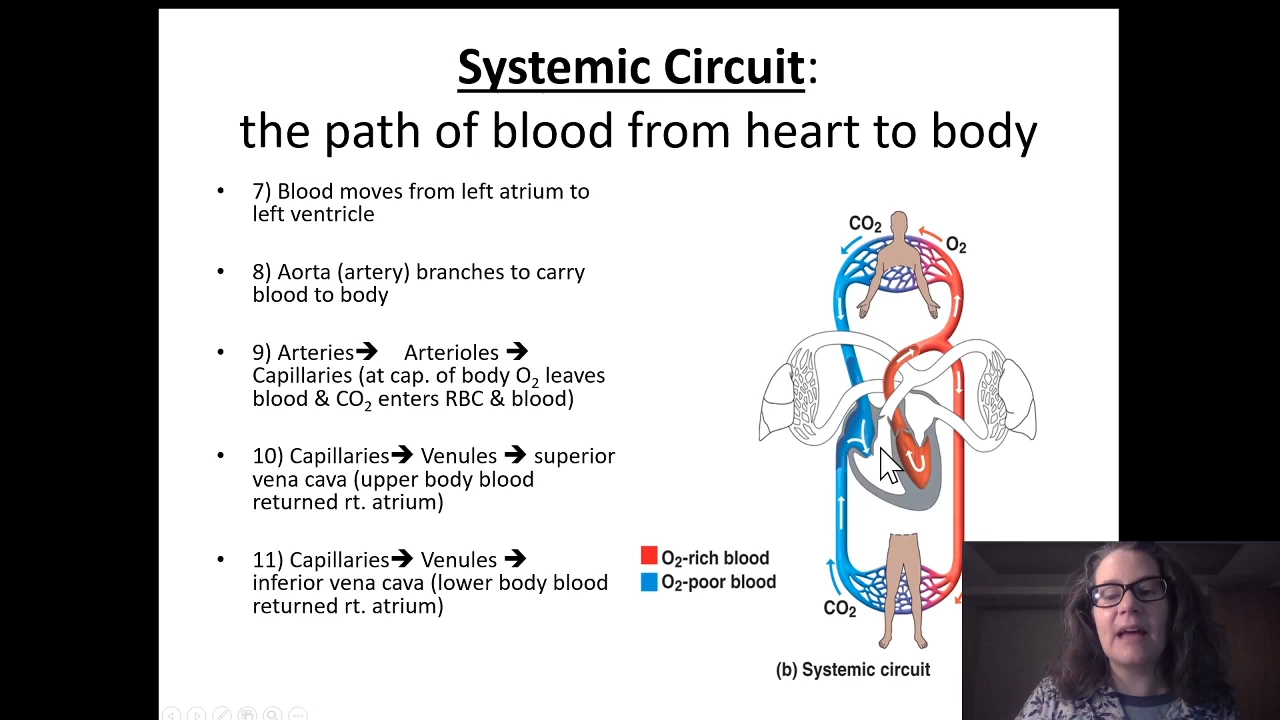 Systemic Circuit:
the path of blood from heart to body
• 7) Blood moves from left atrium to
left ventricle
• 8) Aorta (artery) branches to carry
blood to body
• 9) Arteries➔ Arterioles ➔
Capillaries (at cap. of body O₂ leaves
blood & CO₂ enters RBC & blood)
• 10) Capillaries➔ Venules ➔ superior
vena cava (upper body blood
returned rt. atrium)
• 11) Capillaries➔ Venules ➔
inferior vena cava (lower body blood
returned rt. atrium)
CO₂
O₂
O₂-rich blood
O₂-poor blood
CO₂
(b) Systemic circuit